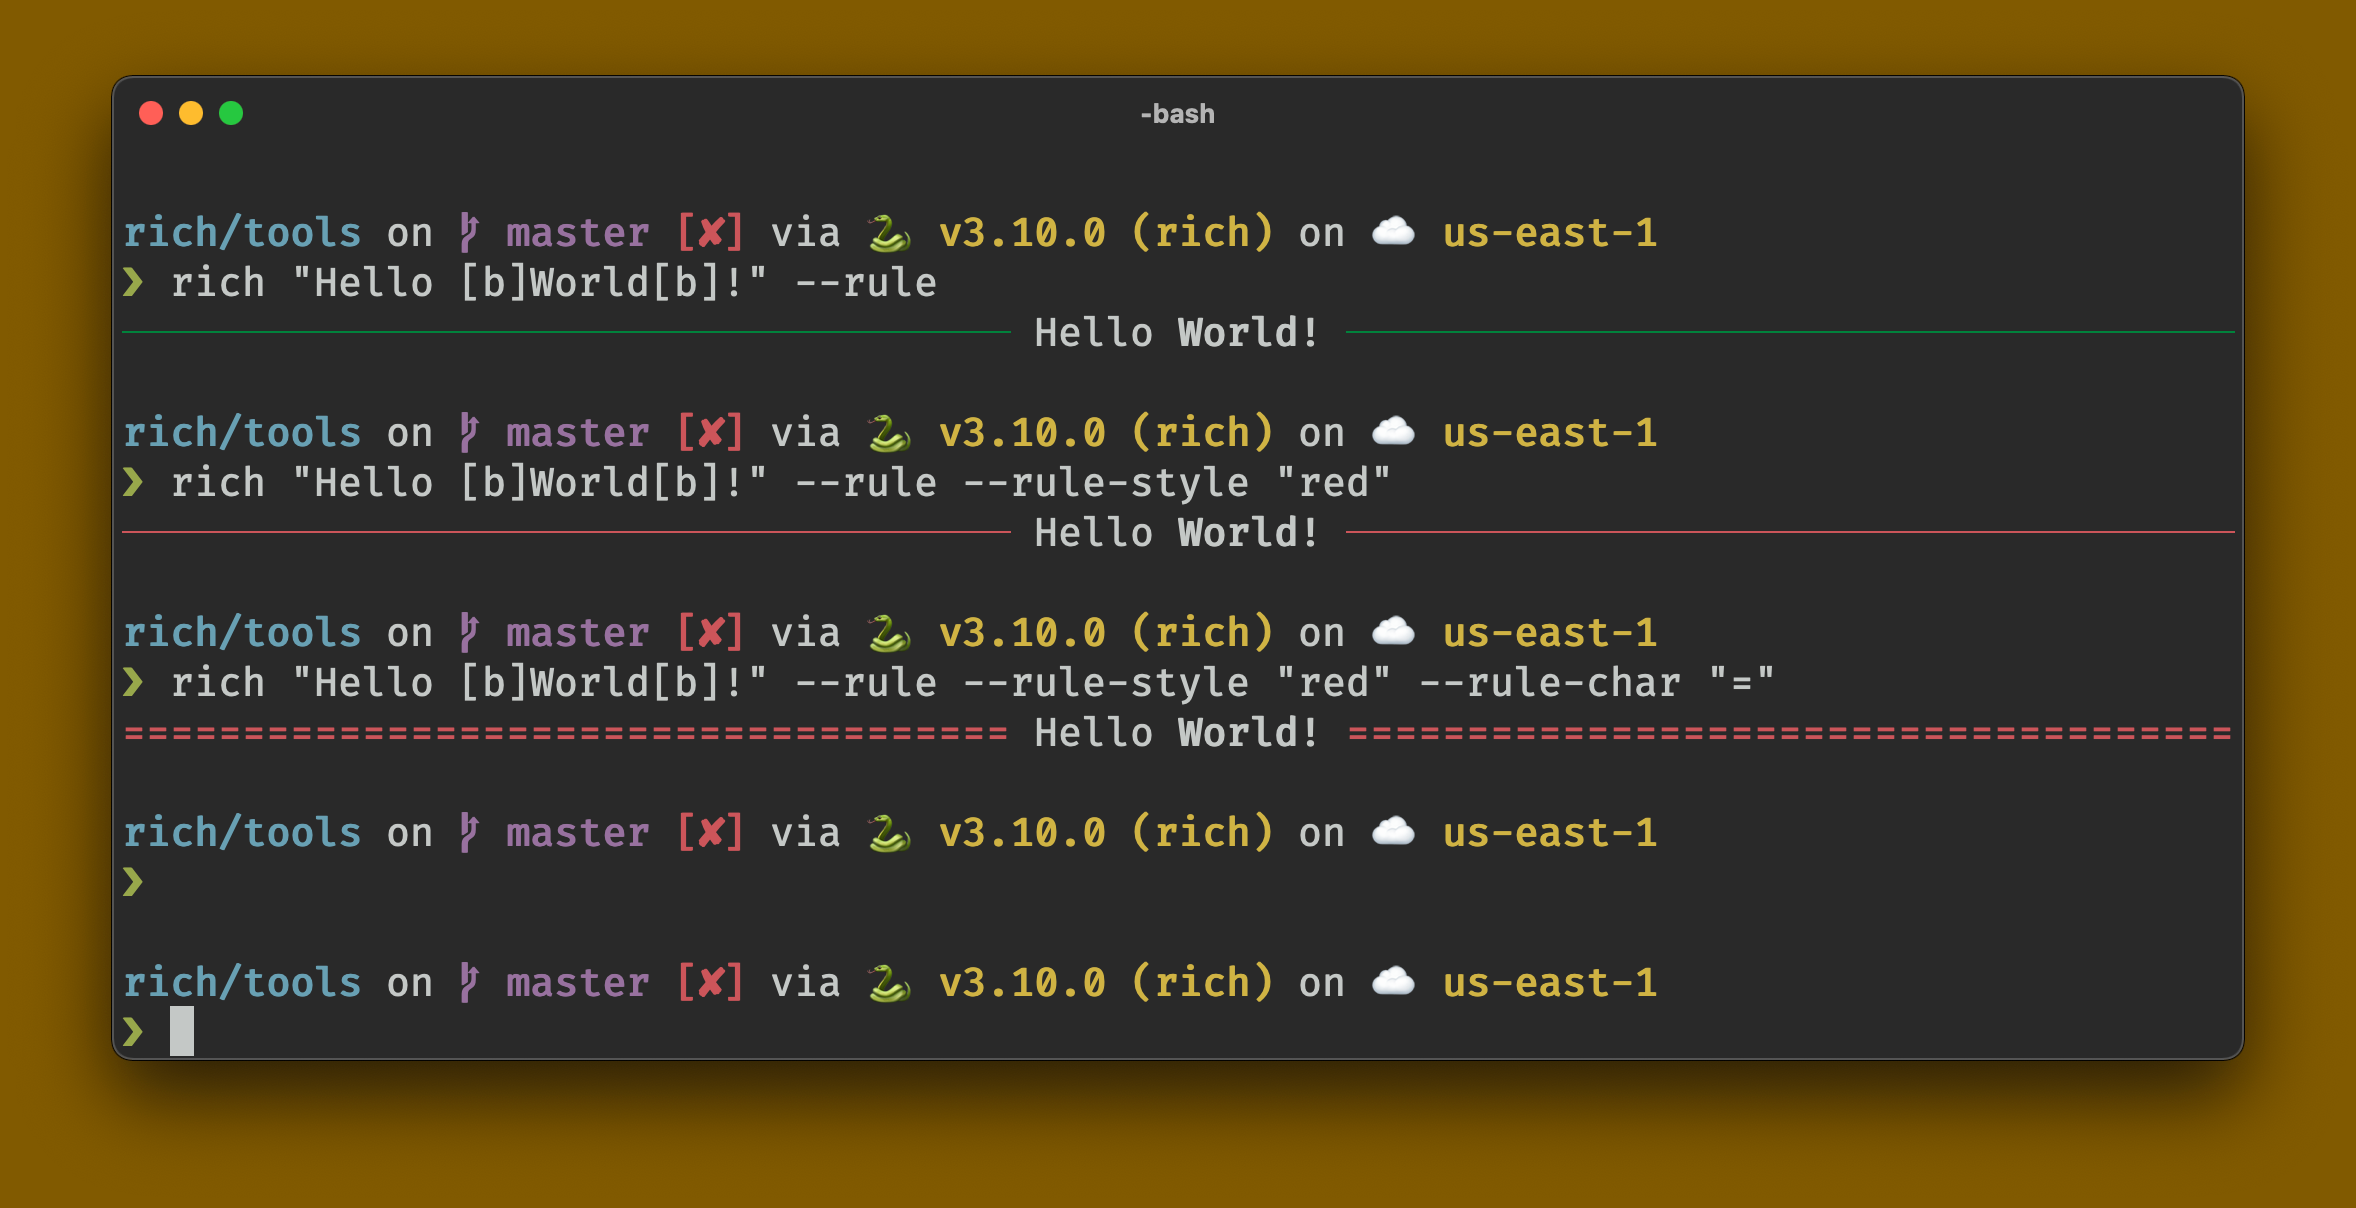 -bash
rich/tools on master [✘] via 🐍 v3.10.0 (rich) on ☁️ us-east-1
❯ rich "Hello [b]World[b]!" --rule
Hello World!
rich/tools on master [✘] via 🐍 v3.10.0 (rich) on ☁️ us-east-1
❯ rich "Hello [b]World[b]!" --rule --rule-style "red"
Hello World!
rich/tools on master [✘] via 🐍 v3.10.0 (rich) on ☁️ us-east-1
❯ rich "Hello [b]World[b]!" --rule --rule-style "red" --rule-char "="
===================================== Hello World! =====================================
rich/tools on master [✘] via 🐍 v3.10.0 (rich) on ☁️ us-east-1
❯
rich/tools on master [✘] via 🐍 v3.10.0 (rich) on ☁️ us-east-1
❯